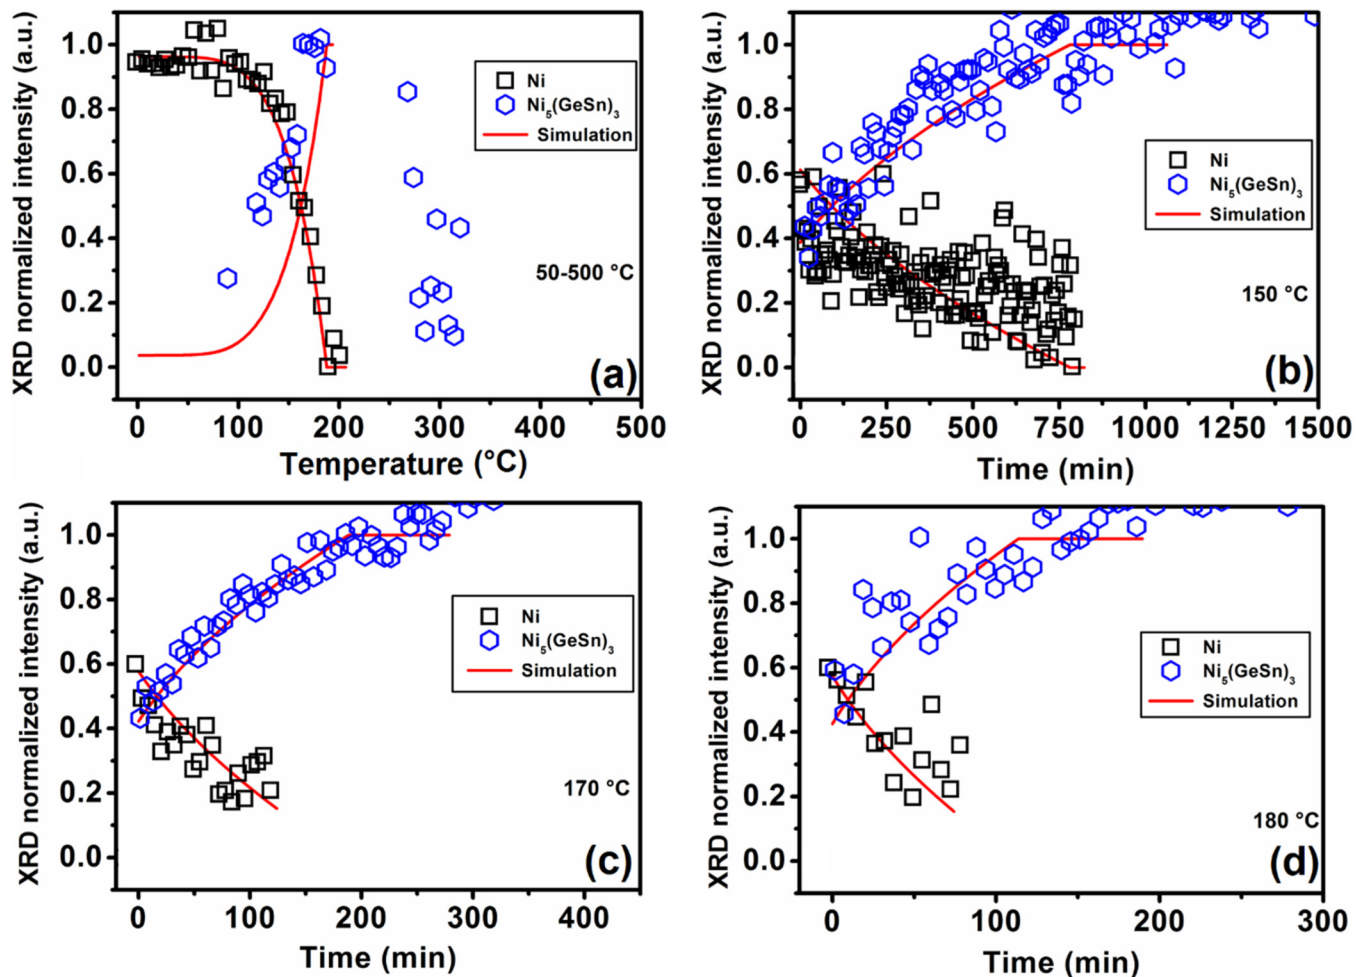 XRD normalized intensity (a.u.)
1.0
0.8
0.6
0.4
0.2
0.0
Ni
Ni₅(GeSn)₃
Simulation
50-500 °C
(a)
0 100 200 300 400 500
Temperature (°C)
XRD normalized intensity (a.u.)
1.0
0.8
0.6
0.4
0.2
0.0
Ni
Ni₅(GeSn)₃
Simulation
150 °C
(b)
0 250 500 750 1000 1250 1500
Time (min)
XRD normalized intensity (a.u.)
1.0
0.8
0.6
0.4
0.2
0.0
Ni
Ni₅(GeSn)₃
Simulation
170 °C
(c)
0 100 200 300 400
Time (min)
XRD normalized intensity (a.u.)
1.0
0.8
0.6
0.4
0.2
0.0
Ni
Ni₅(GeSn)₃
Simulation
180 °C
(d)
0 100 200 300
Time (min)